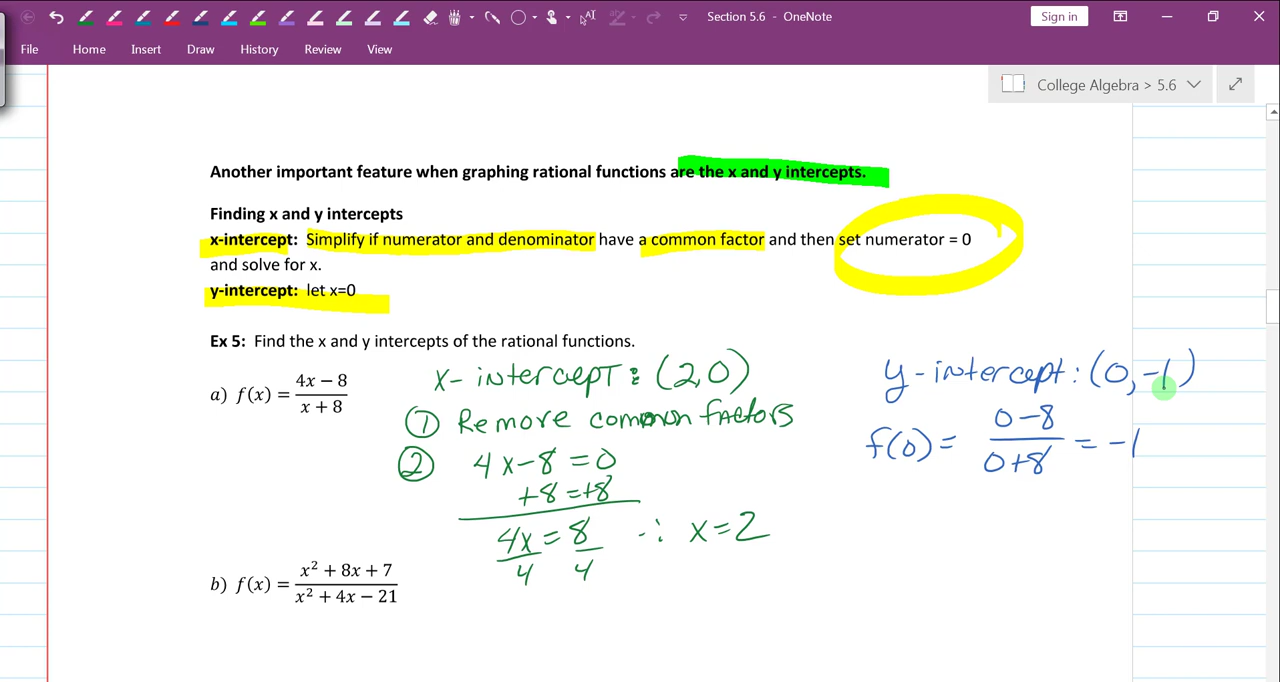 Section 5.6 - OneNote
Sign in
File Home Insert Draw History Review View
College Algebra > 5.6
Another important feature when graphing rational functions are the x and y intercepts.
Finding x and y intercepts
x-intercept: Simplify if numerator and denominator have a common factor and then set numerator = 0
and solve for x.
y-intercept: let x=0
Ex 5: Find the x and y intercepts of the rational functions.
a) f(x) = (4x − 8)/(x + 8)
x-intercept: (2,0)
① Remove common factors
② 4x-8 =0
+8 =+8
4x = 8 ∴ x=2
4 4
y-intercept: (0,-1)
f(0) = (0-8)/(0+8) = -1
b) f(x) = (x² + 8x + 7)/(x² + 4x − 21)